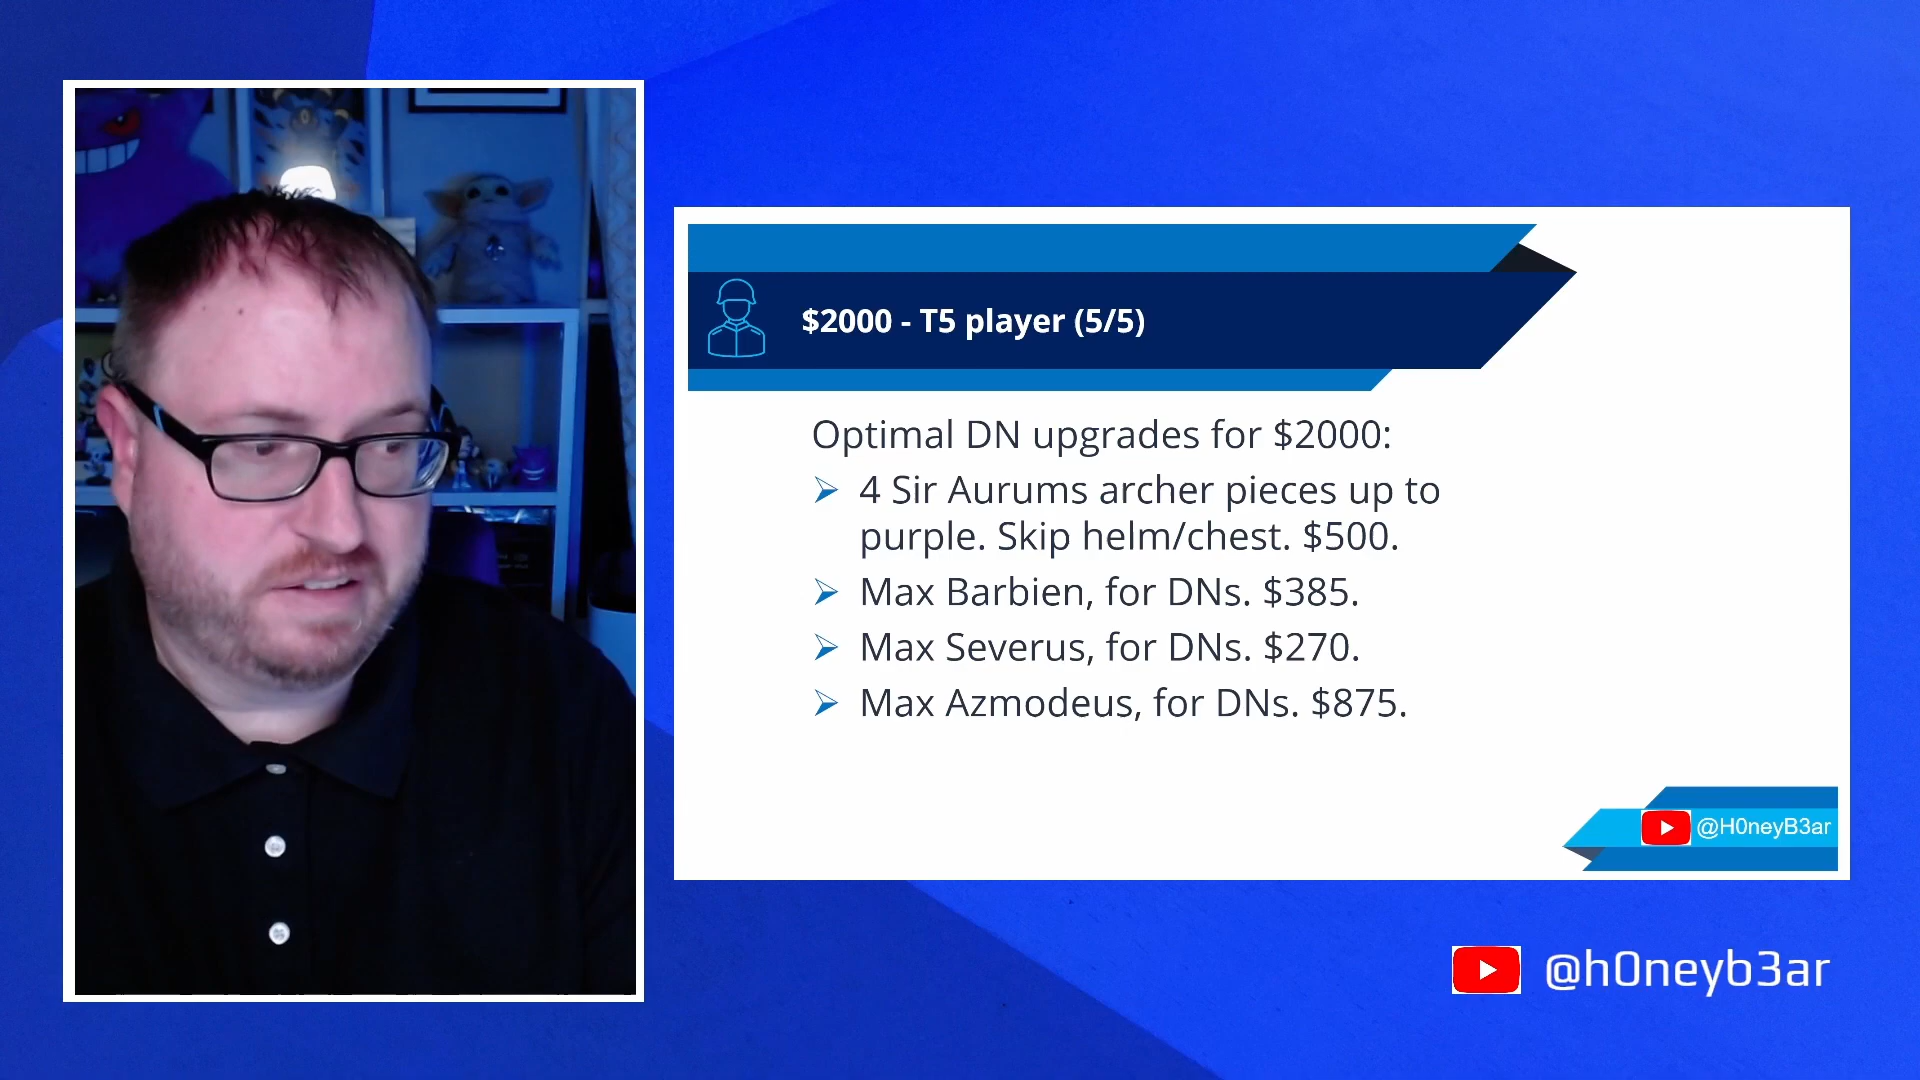 $2000 - T5 player (5/5)
Optimal DN upgrades for $2000:
4 Sir Aurums archer pieces up to
purple. Skip helm/chest. $500.
Max Barbien, for DNs. $385.
Max Severus, for DNs. $270.
Max Azmodeus, for DNs. $875.
@H0neyB3ar
@h0neyb3ar